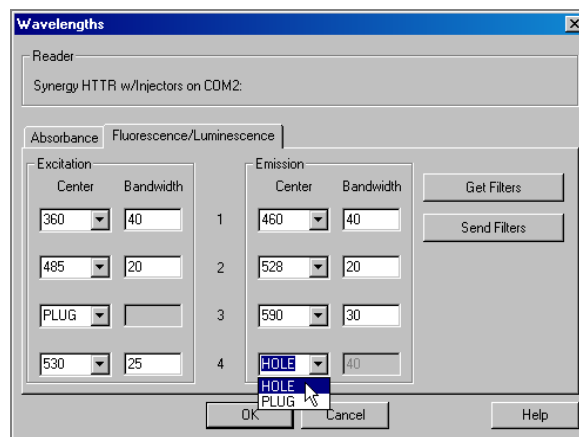 Wavelengths
Reader
Synergy HTTR w/Injectors on COM2:
Absorbance Fluorescence/Luminescence
Excitation Emission
Center Bandwidth Center Bandwidth Get Filters
360 40 1 460 40
Send Filters
485 20 2 528 20
PLUG 3 590 30
530 25 4 HOLE 40
HOLE
PLUG
OK Cancel Help